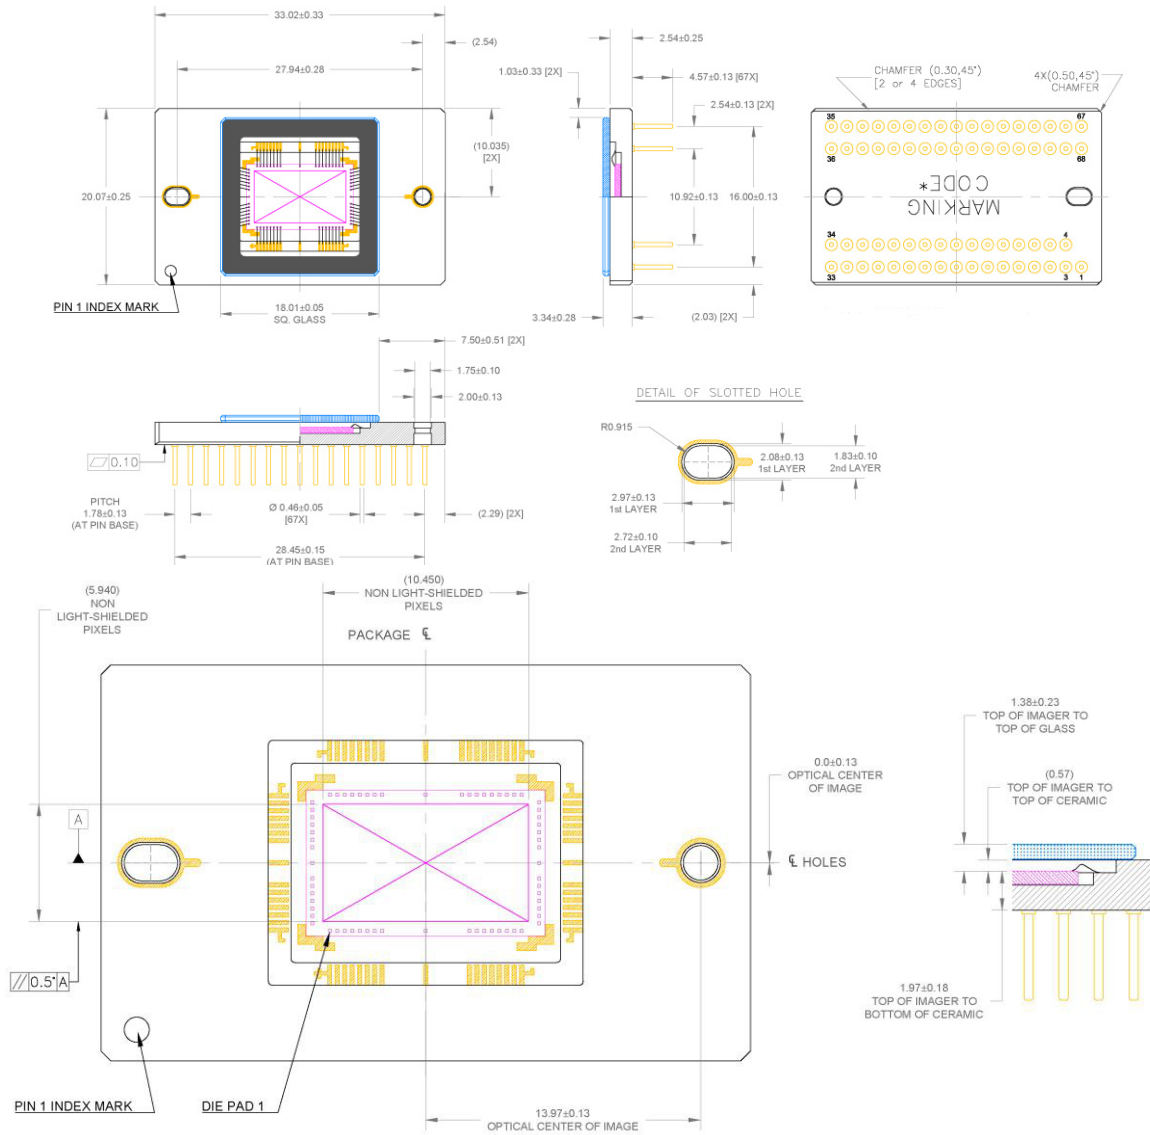 33.02±0.33
(2.54)
27.94±0.28
(10.035)
[2X]
20.07±0.25
PIN 1 INDEX MARK
18.01±0.05
SQ. GLASS
2.54±0.25
1.03±0.33 [2X]
4.57±0.13 [67X]
2.54±0.13 [2X]
10.92±0.13
16.00±0.13
3.34±0.28
(2.03) [2X]
CHAMFER (0.30,45°)
[2 or 4 EDGES]
4X(0.50,45°)
CHAMFER
35
67
36
68
MARKING
CODE*
34
4
33
3
1
7.50±0.51 [2X]
1.75±0.10
2.00±0.13
0.10
PITCH
1.78±0.13
(AT PIN BASE)
Ø 0.46±0.05
[67X]
(2.29) [2X]
28.45±0.15
(AT PIN BASE)
DETAIL OF SLOTTED HOLE
R0.915
2.08±0.13
1st LAYER
1.83±0.10
2nd LAYER
2.97±0.13
1st LAYER
2.72±0.10
2nd LAYER
(5.940)
NON
LIGHT-SHIELDED
PIXELS
(10.450)
NON LIGHT-SHIELDED
PIXELS
PACKAGE ℄
0.0±0.13
OPTICAL CENTER
OF IMAGE
A
℄ HOLES
// 0.5° A
PIN 1 INDEX MARK
DIE PAD 1
13.97±0.13
OPTICAL CENTER OF IMAGE
1.38±0.23
TOP OF IMAGER TO
TOP OF GLASS
(0.57)
TOP OF IMAGER TO
TOP OF CERAMIC
1.97±0.18
TOP OF IMAGER TO
BOTTOM OF CERAMIC